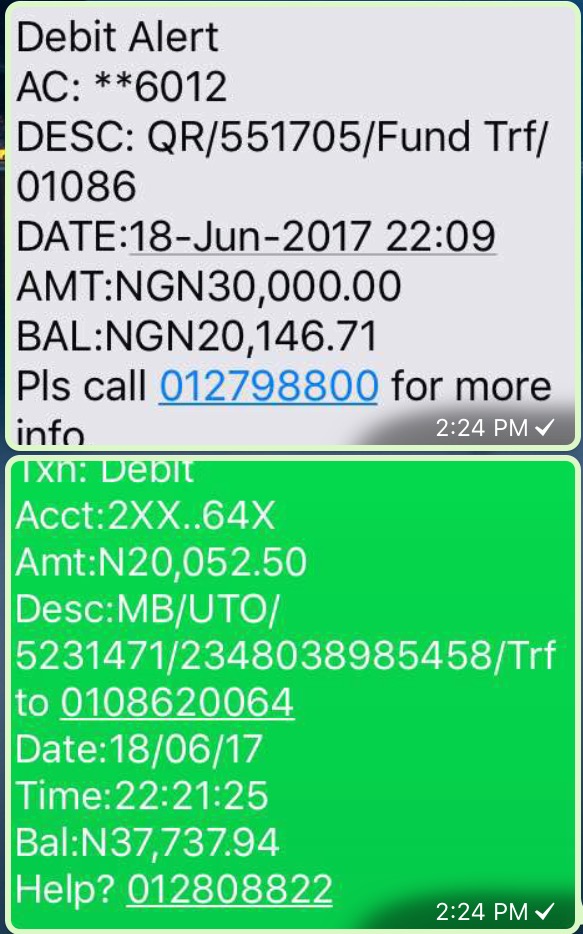 Debit Alert
AC: **6012
DESC: QR/551705/Fund Trf/
01086
DATE:18-Jun-2017 22:09
AMT:NGN30,000.00
BAL:NGN20,146.71
Pls call 012798800 for more
info
2:24 PM
Txn: Debit
Acct:2XX..64X
Amt:N20,052.50
Desc:MB/UTO/
5231471/2348038985458/Trf
to 0108620064
Date:18/06/17
Time:22:21:25
Bal:N37,737.94
Help? 012808822
2:24 PM